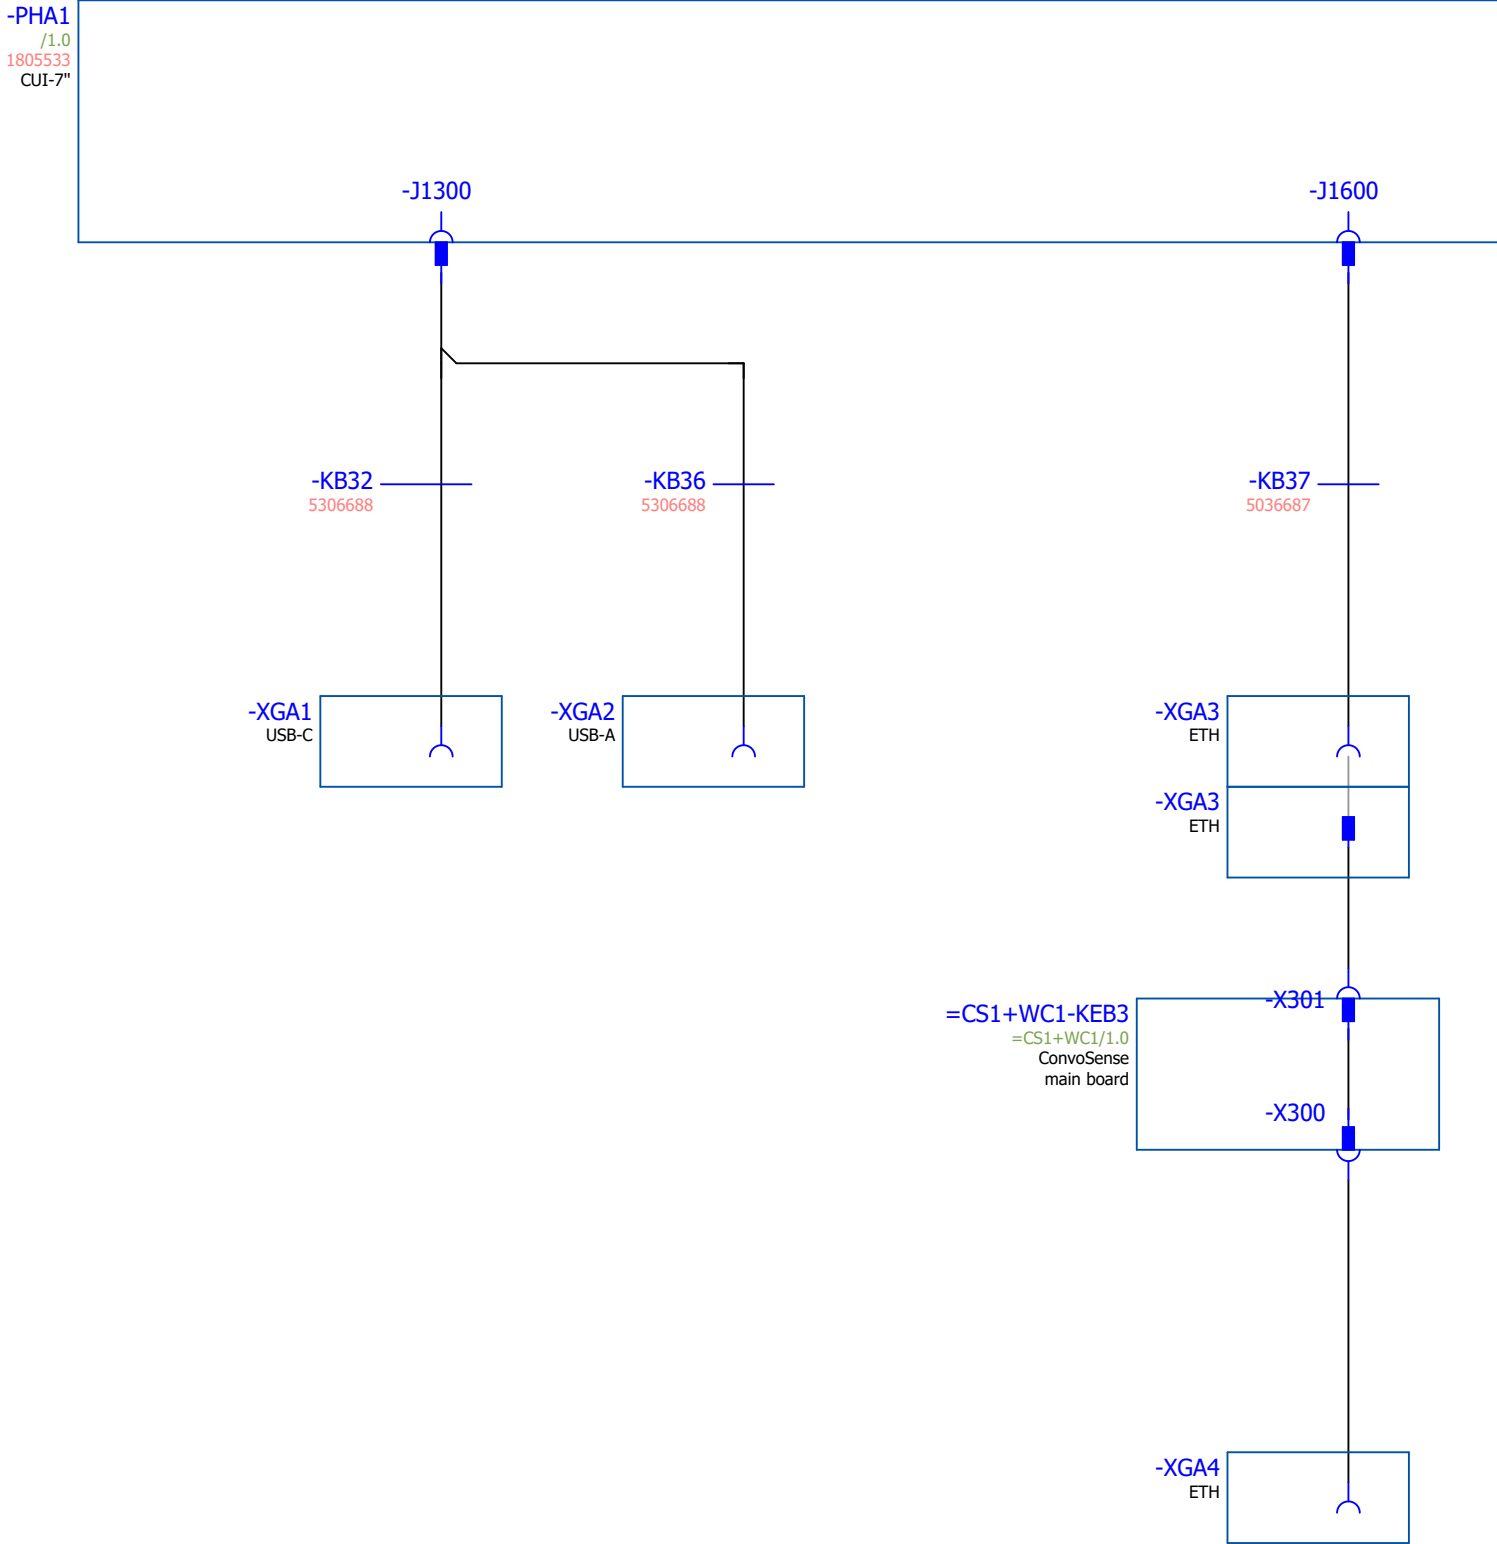 -PHA1
/1.0
1805533
CUI-7"
-J1300
-J1600
-KB32
5306688
-KB36
5306688
-KB37
5036687
-XGA1
USB-C
-XGA2
USB-A
-XGA3
ETH
-XGA3
ETH
-X301
=CS1+WC1-KEB3
=CS1+WC1/1.0
ConvoSense
main board
-X300
-XGA4
ETH